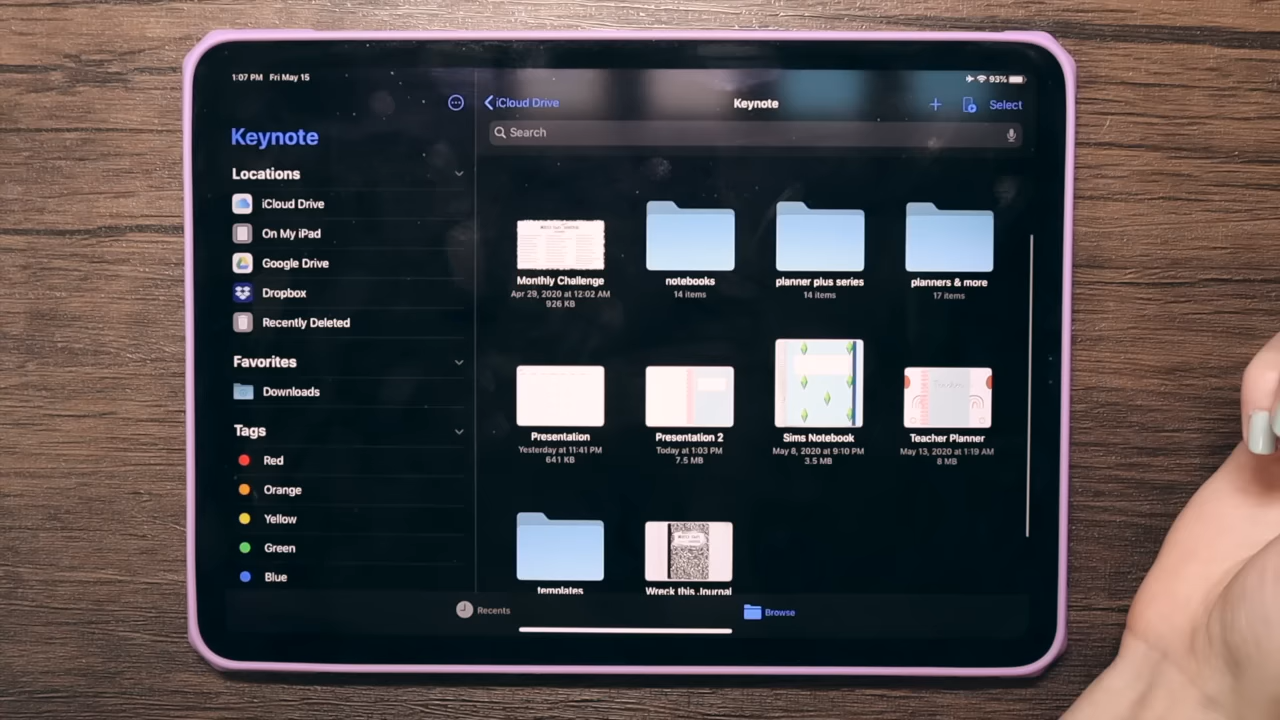 1:07 PM Fri May 15
93%
iCloud Drive
Keynote
Select
Search
Keynote
Locations
iCloud Drive
On My iPad
Google Drive
Dropbox
Recently Deleted
Favorites
Downloads
Tags
Red
Orange
Yellow
Green
Blue
Monthly Challenge
Apr 29, 2020 at 12:02 AM
926 KB
notebooks
14 items
planner plus series
14 items
planners & more
17 items
Presentation
Yesterday at 11:41 PM
641 KB
Presentation 2
Today at 1:03 PM
7.5 MB
Sims Notebook
May 8, 2020 at 9:10 PM
3.5 MB
Teacher Planner
May 13, 2020 at 1:19 AM
8 MB
templates
Wreck this Journal
Recents
Browse